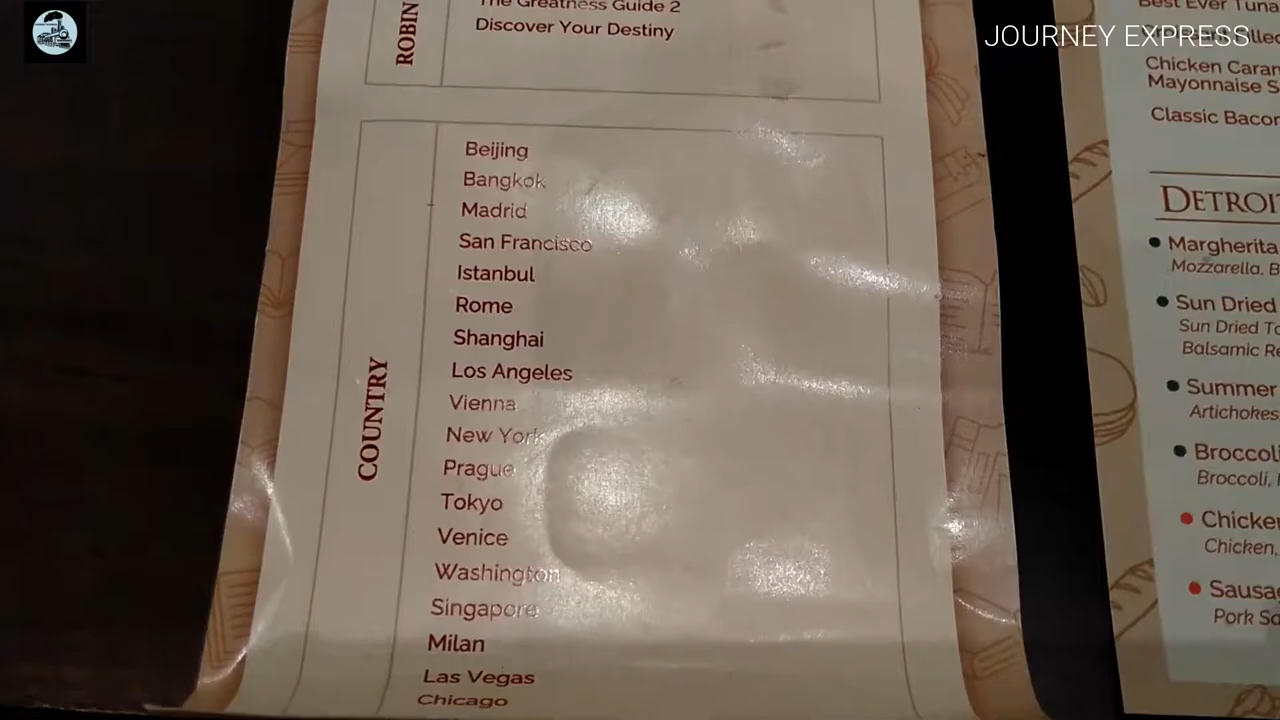 JOURNEY EXPRESS
ROBIN
The Greatness Guide 2
Discover Your Destiny
COUNTRY
Beijing
Bangkok
Madrid
San Francisco
Istanbul
Rome
Shanghai
Los Angeles
Vienna
New York
Prague
Tokyo
Venice
Washington
Singapore
Milan
Las Vegas
Chicago
Best Ever Tuna
Chicken Caram
Mayonnaise S
Classic Bacon
DETROIT
Margherita
Mozzarella, B
Sun Dried
Sun Dried To
Balsamic Re
Summer
Artichokes,
Broccoli
Broccoli,
Chicken
Chicken,
Sausag
Pork Sa